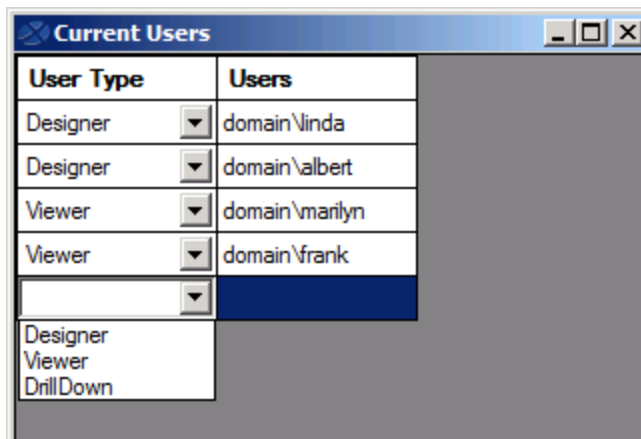 Current Users
User Type Users
Designer domain\linda
Designer domain\albert
Viewer domain\marilyn
Viewer domain\frank
Designer
Viewer
DrillDown